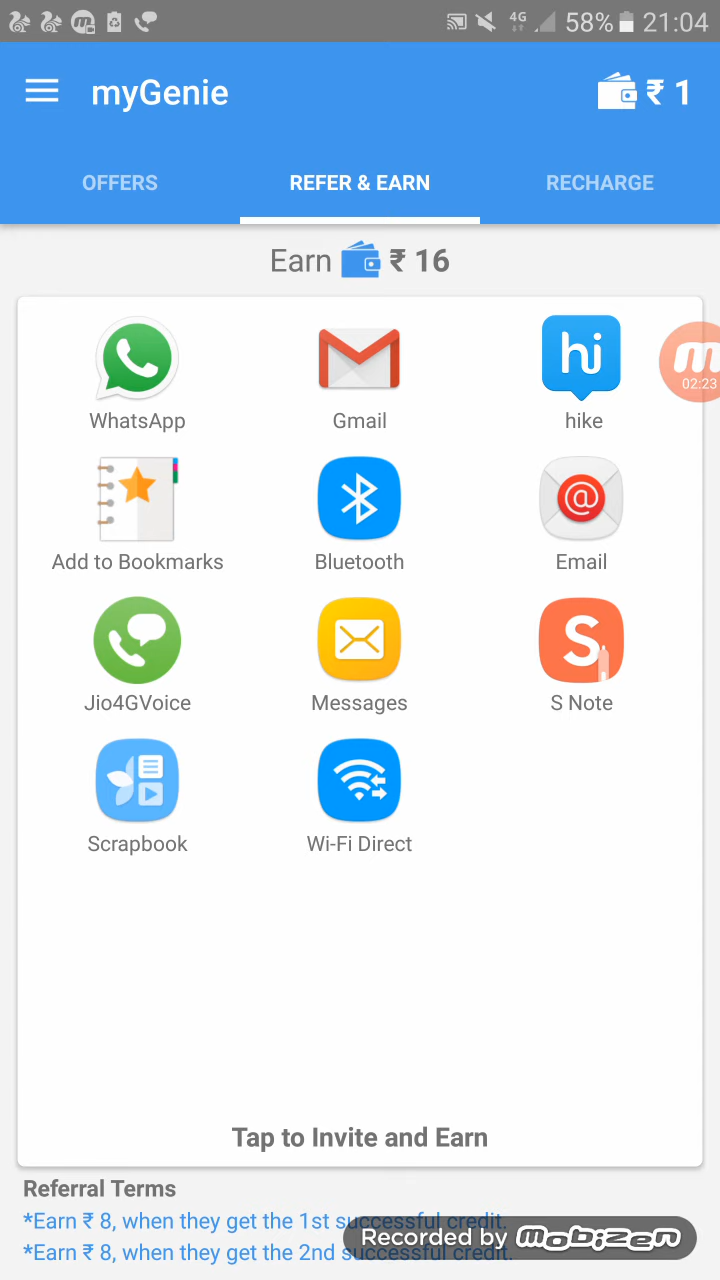 4G 58% 21:04
myGenie ₹ 1
OFFERS REFER & EARN RECHARGE
Earn ₹ 16
hi
m
02:23
WhatsApp Gmail hike
@
Add to Bookmarks Bluetooth Email
S
Jio4GVoice Messages S Note
Scrapbook Wi-Fi Direct
Tap to Invite and Earn
Referral Terms
*Earn ₹ 8, when they get the 1st successful credit.
*Earn ₹ 8, when they get the 2nd successful credit.
Recorded by mobizen